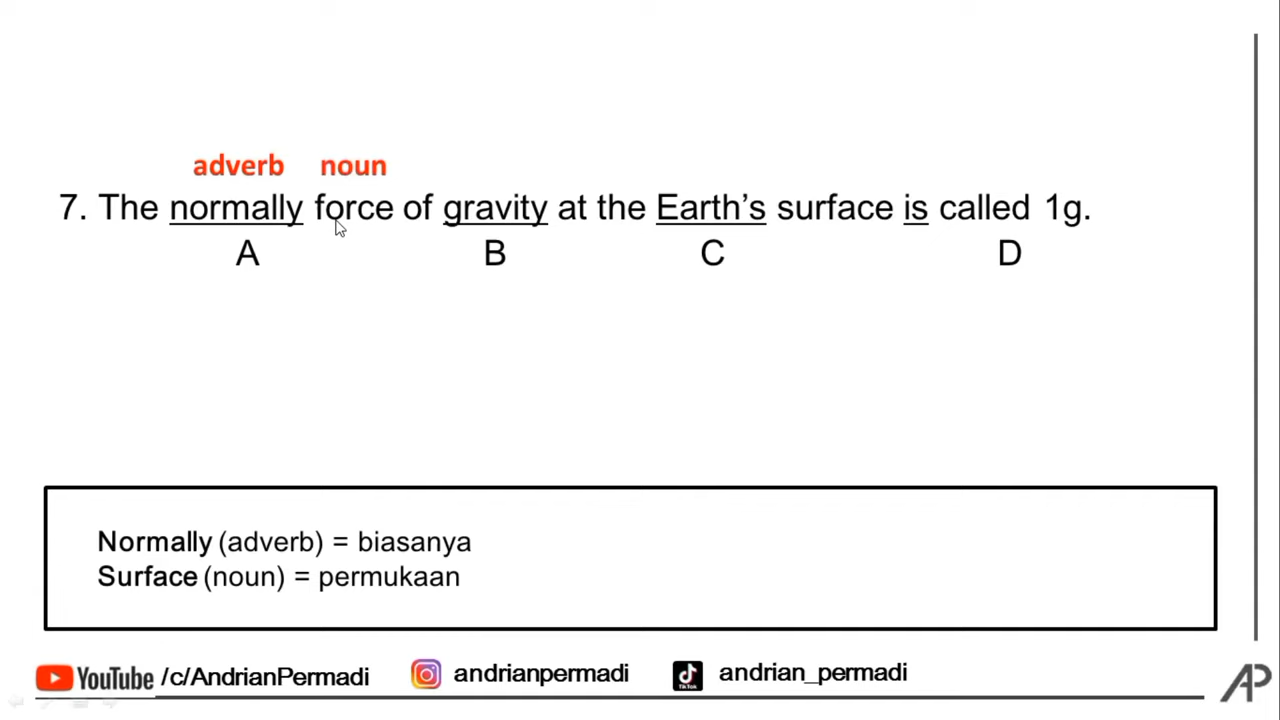 adverb noun
7. The normally force of gravity at the Earth’s surface is called 1g.
A B C D
Normally (adverb) = biasanya
Surface (noun) = permukaan
YouTube /c/AndrianPermadi andrianpermadi TikTok andrian_permadi AP